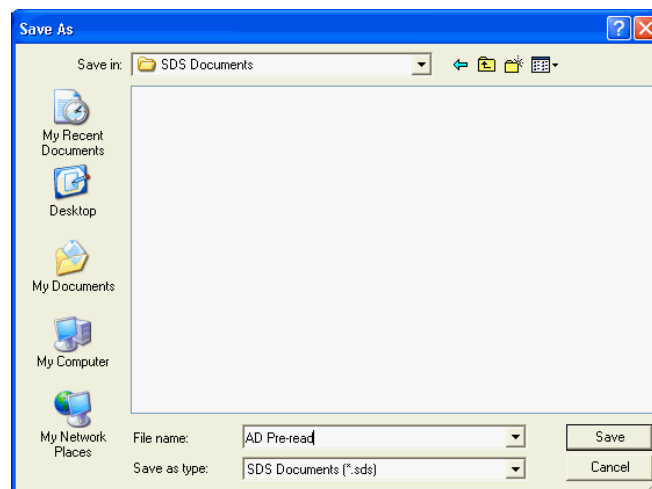 Save As
Save in: SDS Documents
My Recent
Documents
Desktop
My Documents
My Computer
My Network
Places
File name: AD Pre-read Save
Save as type: SDS Documents (*.sds) Cancel